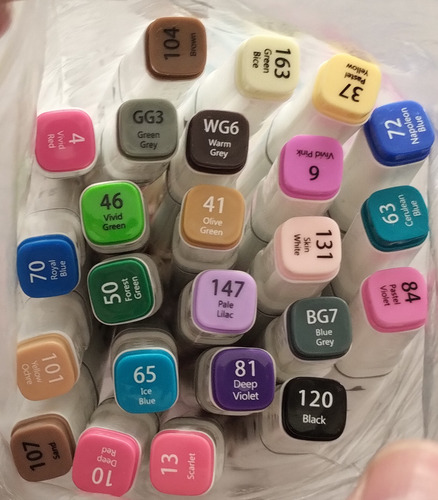 104
Brown
163
Green
Bice
37
Pastel
Yellow
72
Napoleon
Blue
4
Vivid
Red
GG3
Green
Grey
WG6
Warm
Grey
6
Vivid Pink
46
Vivid
Green
41
Olive
Green
131
Skin
White
63
Cerulean
Blue
70
Royal
Blue
50
Forest
Green
147
Pale
Lilac
BG7
Blue
Grey
84
Pastel
Violet
101
Yellow
Ochre
65
Ice
Blue
81
Deep
Violet
120
Black
107
Sand
10
Deep
Red
13
Scarlet